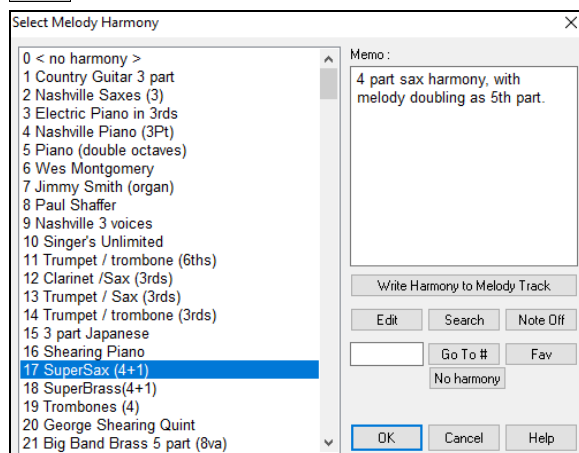 Select Melody Harmony
0 < no harmony >
1 Country Guitar 3 part
2 Nashville Saxes (3)
3 Electric Piano in 3rds
4 Nashville Piano (3Pt)
5 Piano (double octaves)
6 Wes Montgomery
7 Jimmy Smith (organ)
8 Paul Shaffer
9 Nashville 3 voices
10 Singer's Unlimited
11 Trumpet / trombone (6ths)
12 Clarinet /Sax (3rds)
13 Trumpet / Sax (3rds)
14 Trumpet / trombone (3rds)
15 3 part Japanese
16 Shearing Piano
17 SuperSax (4+1)
18 SuperBrass(4+1)
19 Trombones (4)
20 George Shearing Quint
21 Big Band Brass 5 part (8va)
Memo :
4 part sax harmony, with
melody doubling as 5th part.
Write Harmony to Melody Track
Edit Search Note Off
Go To # Fav
No harmony
OK Cancel Help